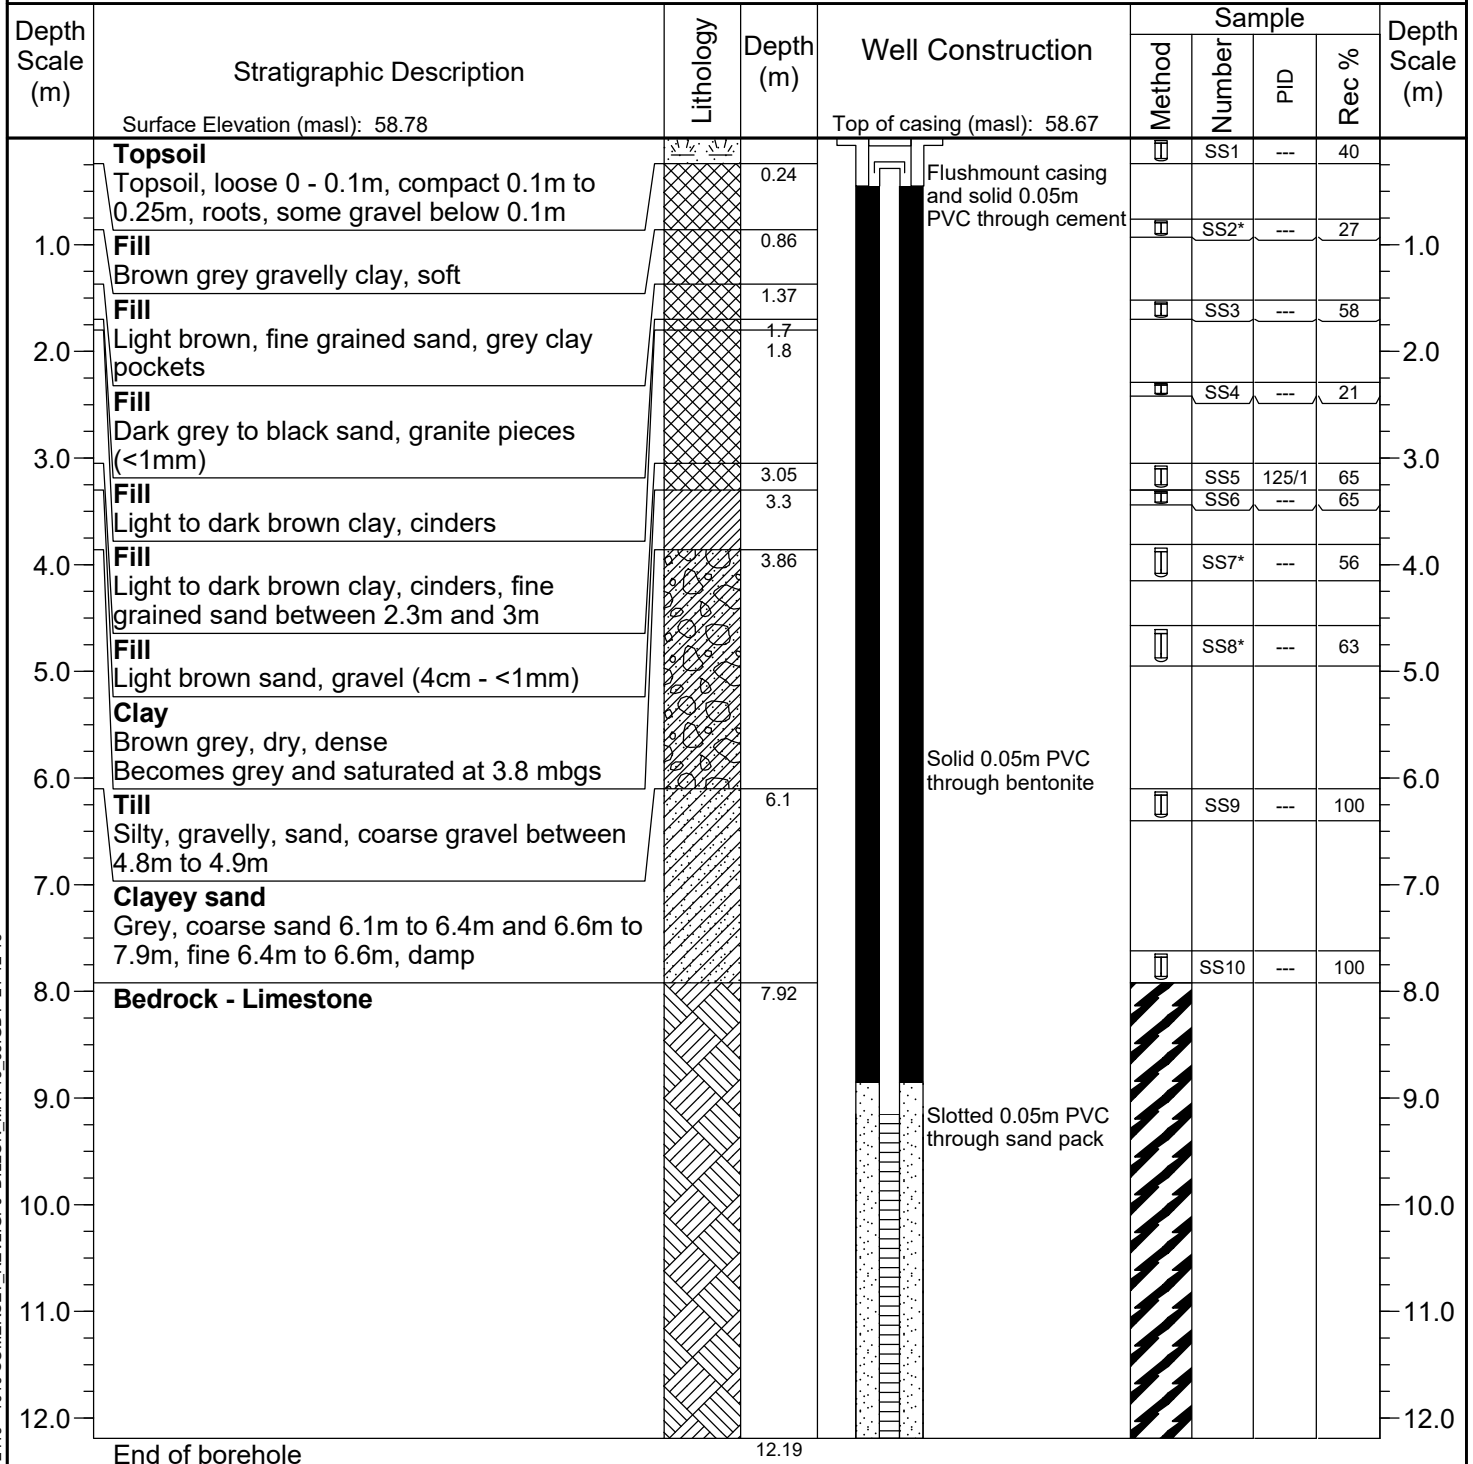 Depth
Scale
(m)
Stratigraphic Description
Surface Elevation (masl): 58.78
Lithology
Depth
(m)
Well Construction
Top of casing (masl): 58.67
Sample
Method
Number
PID
Rec %
Depth
Scale
(m)
Topsoil
Topsoil, loose 0 - 0.1m, compact 0.1m to
0.25m, roots, some gravel below 0.1m
Fill
Brown grey gravelly clay, soft
Fill
Light brown, fine grained sand, grey clay
pockets
Fill
Dark grey to black sand, granite pieces
(<1mm)
Fill
Light to dark brown clay, cinders
Fill
Light to dark brown clay, cinders, fine
grained sand between 2.3m and 3m
Fill
Light brown sand, gravel (4cm - <1mm)
Clay
Brown grey, dry, dense
Becomes grey and saturated at 3.8 mbgs
Till
Silty, gravelly, sand, coarse gravel between
4.8m to 4.9m
Clayey sand
Grey, coarse sand 6.1m to 6.4m and 6.6m to
7.9m, fine 6.4m to 6.6m, damp
Bedrock - Limestone
End of borehole
1.0
2.0
3.0
4.0
5.0
6.0
7.0
8.0
9.0
10.0
11.0
12.0
0.24
0.86
1.37
1.7
1.8
3.05
3.3
3.86
6.1
7.92
12.19
Flushmount casing
and solid 0.05m
PVC through cement
Solid 0.05m PVC
through bentonite
Slotted 0.05m PVC
through sand pack
SS1 --- 40
SS2* --- 27
SS3 --- 58
SS4 --- 21
SS5 125/1 65
SS6 --- 65
SS7* --- 56
SS8* --- 63
SS9 --- 100
SS10 --- 100
1.0
2.0
3.0
4.0
5.0
6.0
7.0
8.0
9.0
10.0
11.0
12.0